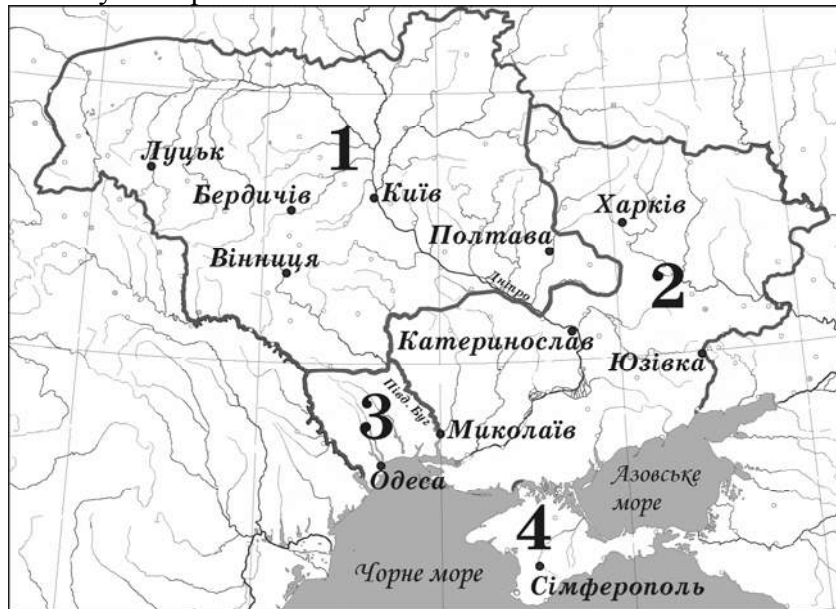 1
Луцьк
Бердичів
Київ
Харків
Полтава
Вінниця
2
Дніпро
Катеринослав
Юзівка
Півд. Буг
3
Миколаїв
Одеса
Азовське
море
4
Чорне море
Сімферополь